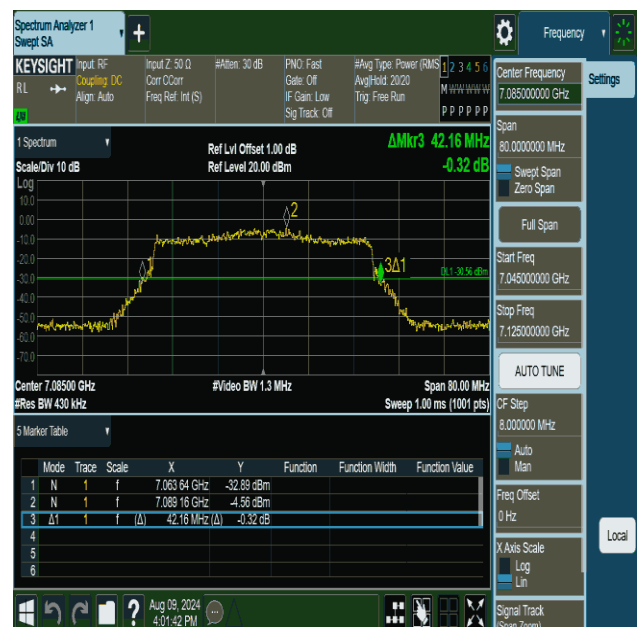 Spectrum Analyzer 1
Swept SA
+
Frequency
KEYSIGHT
RL
Input: RF
Coupling: DC
Align: Auto
Input Z: 50 Ω
Corr CCorr
Freq Ref: Int (S)
#Atten: 30 dB
PNO: Fast
Gate: Off
IF Gain: Low
Sig Track: Off
#Avg Type: Power (RMS
Avg|Hold: 20/20
Trig: Free Run
1 2 3 4 5 6
M W W W W W
P P P P P P
1 Spectrum
Scale/Div 10 dB
Ref Lvl Offset 1.00 dB
Ref Level 20.00 dBm
ΔMkr3 42.16 MHz
-0.32 dB
Log
10.0
0.00
-10.0
-20.0
-30.0
-40.0
-50.0
-60.0
-70.0
1
2
3Δ1
DL1 -30.56 dBm
Center 7.08500 GHz
#Video BW 1.3 MHz
Span 80.00 MHz
#Res BW 430 kHz
Sweep 1.00 ms (1001 pts)
5 Marker Table
Mode Trace Scale X Y Function Function Width Function Value
1 N 1 f 7.063 64 GHz -32.89 dBm
2 N 1 f 7.089 16 GHz -4.56 dBm
3 Δ1 1 f (Δ) 42.16 MHz (Δ) -0.32 dB
4
5
6
?
Aug 09, 2024
4:01:42 PM
Center Frequency
7.085000000 GHz
Settings
Span
80.0000000 MHz
Swept Span
Zero Span
Full Span
Start Freq
7.045000000 GHz
Stop Freq
7.125000000 GHz
AUTO TUNE
CF Step
8.000000 MHz
Auto
Man
Freq Offset
0 Hz
X Axis Scale
Log
Lin
Local
Signal Track
(Span Zoom)